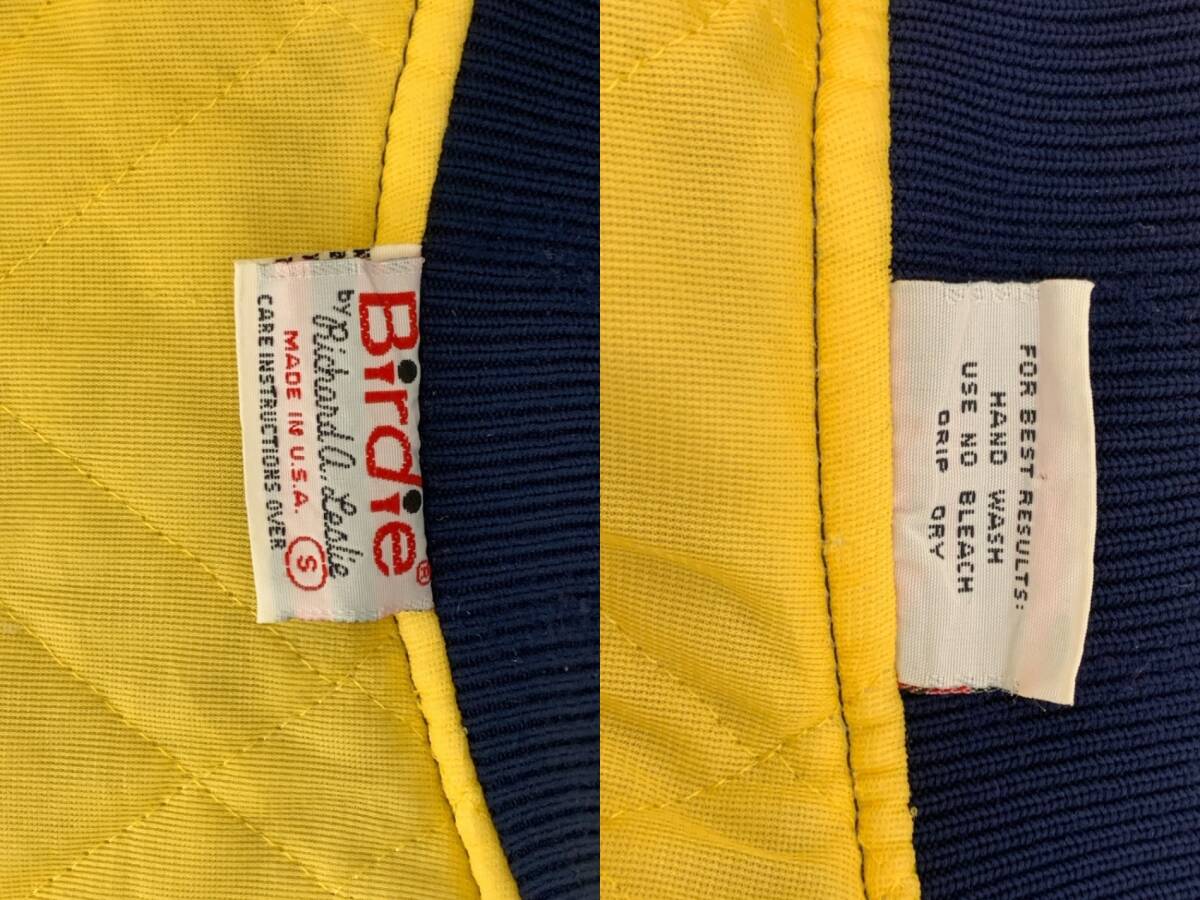 Birdie®
by Richard A. Leslie
MADE IN U.S.A. S
CARE INSTRUCTIONS OVER
FOR BEST RESULTS:
HAND WASH
USE NO BLEACH
DRIP DRY